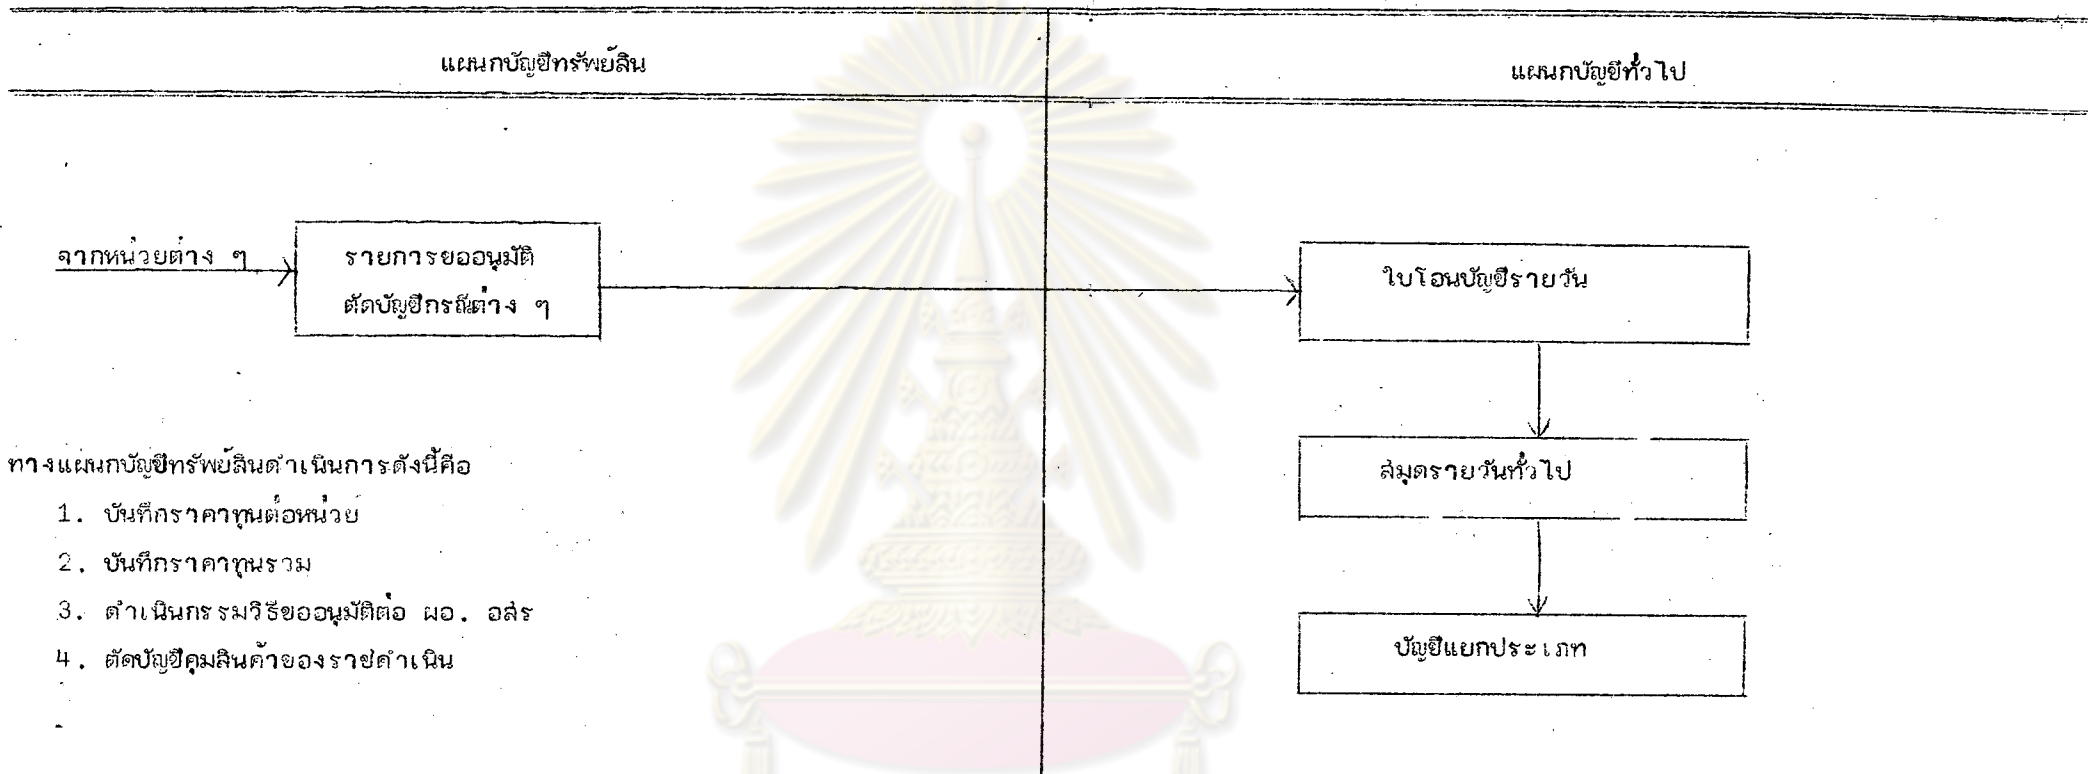 แผนกบัญชีทรัพย์สิน
แผนกบัญชีทั่วไป
จากหน่วยต่าง ๆ
รายการขออนุมัติ
ตัดบัญชีกรณีต่าง ๆ
ใบโอนบัญชีรายวัน
สมุดรายวันทั่วไป
บัญชีแยกประเภท
ทางแผนกบัญชีทรัพย์สินดำเนินการดังนี้คือ
1. บันทึกราคาทุนต่อหน่วย
2. บันทึกราคาทุนรวม
3. ดำเนินกรรมวิธีขออนุมัติต่อ ผอ. อสร
4. ตัดบัญชีคุมสินค้าของราชดำเนิน